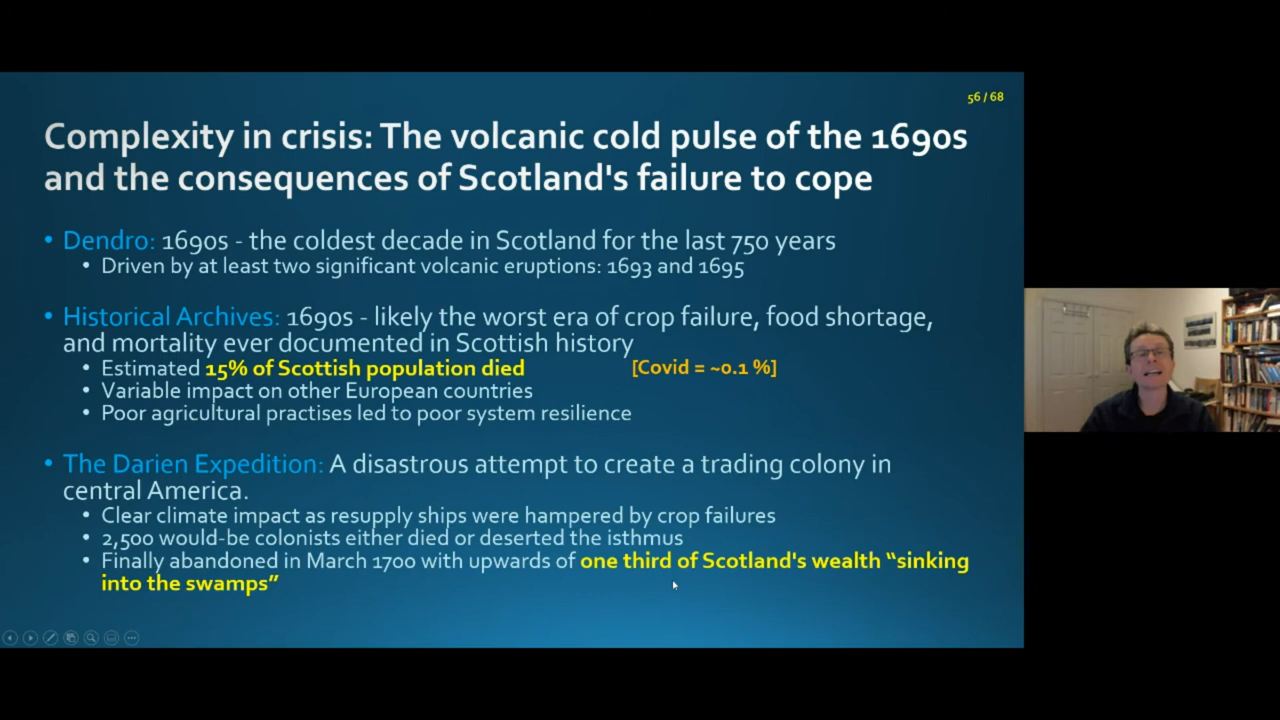 56 / 68
Complexity in crisis: The volcanic cold pulse of the 1690s
and the consequences of Scotland's failure to cope
• Dendro: 1690s - the coldest decade in Scotland for the last 750 years
• Driven by at least two significant volcanic eruptions: 1693 and 1695
• Historical Archives: 1690s - likely the worst era of crop failure, food shortage,
and mortality ever documented in Scottish history
• Estimated 15% of Scottish population died [Covid = ~0.1 %]
• Variable impact on other European countries
• Poor agricultural practises led to poor system resilience
• The Darien Expedition: A disastrous attempt to create a trading colony in
central America.
• Clear climate impact as resupply ships were hampered by crop failures
• 2,500 would-be colonists either died or deserted the isthmus
• Finally abandoned in March 1700 with upwards of one third of Scotland's wealth “sinking
into the swamps”